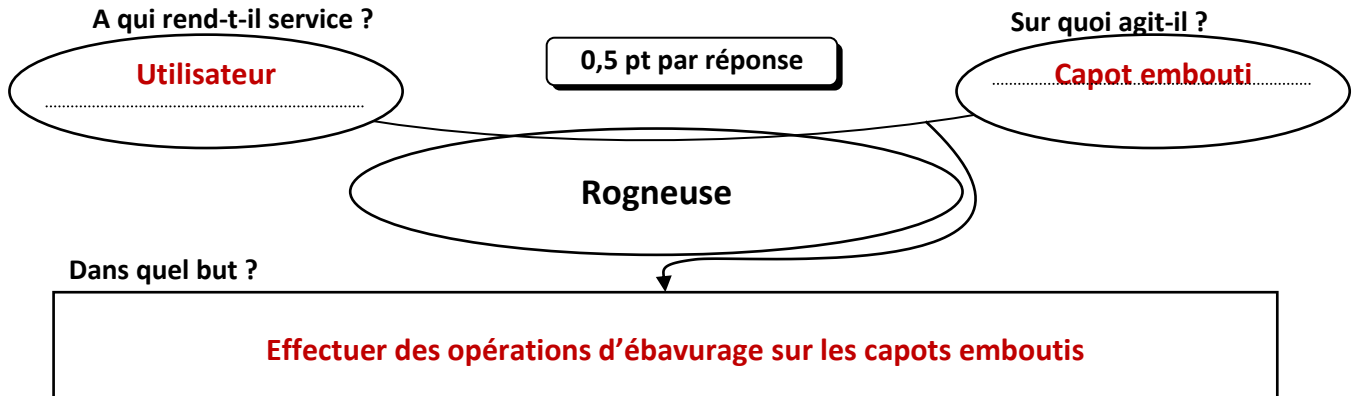 A qui rend-t-il service ?
Sur quoi agit-il ?
0,5 pt par réponse
Utilisateur
Capot embouti
Rogneuse
Dans quel but ?
Effectuer des opérations d'ébavurage sur les capots emboutis